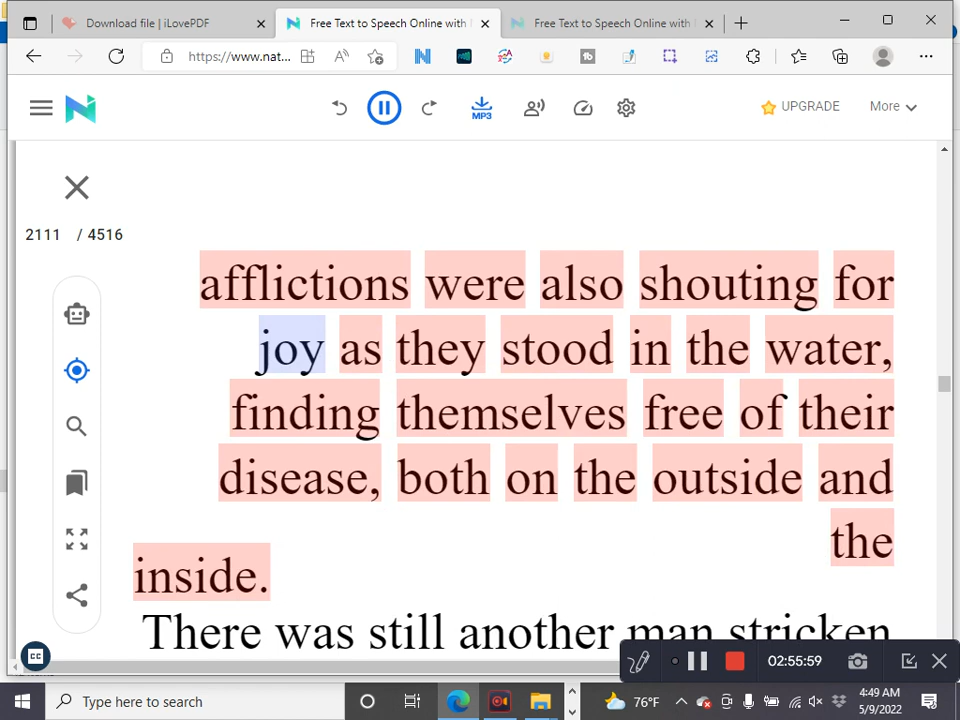 Download file | iLovePDF
Free Text to Speech Online with
Free Text to Speech Online with
https://www.nat...
MP3
UPGRADE
More
2111 / 4516
afflictions were also shouting for
joy as they stood in the water,
finding themselves free of their
disease, both on the outside and
the
inside.
There was still another man stricken
CC
02:55:59
Type here to search
76°F
4:49 AM
5/9/2022